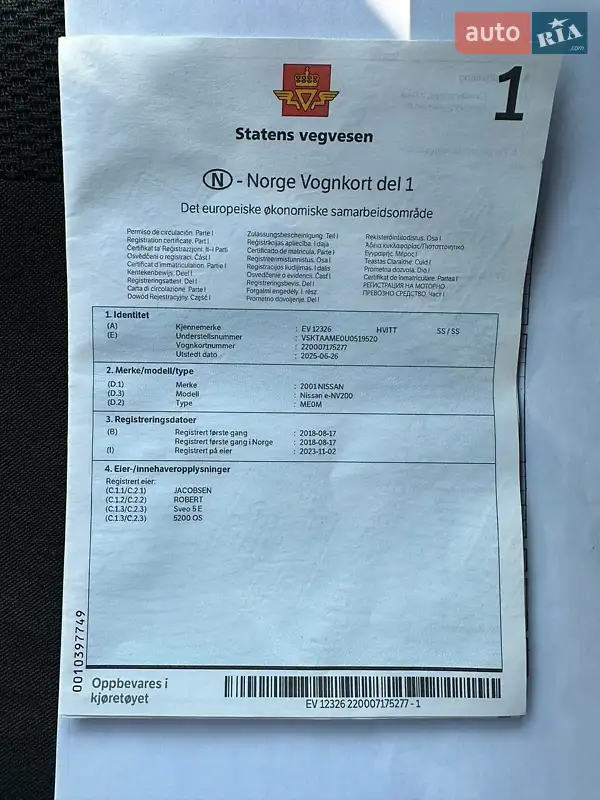 auto RIA .com
1
Statens vegvesen
N - Norge Vognkort del 1
Det europeiske økonomiske samarbeidsområde
Permiso de circulación. Parte I
Registration certificate. Part I
Certificat ta' Reġistrazzjoni. It-I Parti
Osvědčení o registraci. Část I
Certificat d'immatriculation. Partie I
Kentekenbewijs. Deel I
Registreringsattest. Del I
Carta di circolazione. Parte I
Dowód Rejestracyjny. Część I
Zulassungsbescheinigung. Teil I
Reģistrācijas apliecība. I daļa
Certificado de matrícula. Parte I
Registreerimistunnistus. Osa I
Registracijos liudijimas. I dalis
Osvedčenie o evidencii. Časť I
Registreringsbevis. Del I
Forgalmi engedély. I. rész
Prometno dovoljenje. Del I
Rekisteröintitodistus. Osa I
Άδεια κυκλοφορίας/Πιστοποιητικό
Εγγραφής. Μέρος I
Teastas Cláraithe. Cuid I
Prometna dozvola. Dio I
Certificat de înmatriculare. Partea I
РЕГИСТРАЦИЯ НА МОТОРНО
ПРЕВОЗНО СРЕДСТВО. Част I
1. Identitet
(A) Kjennemerke : EV 12326 HVITT SS / SS
(E) Understellsnummer : VSKTAAME0U0519520
Vognkortnummer : 220007175277
Utstedt dato : 2025-06-26
2. Merke/modell/type
(D.1) Merke : 2001 NISSAN
(D.3) Modell : Nissan e-NV200
(D.2) Type : ME0M
3. Registreringsdatoer
(B) Registrert første gang : 2018-08-17
Registrert første gang i Norge : 2018-08-17
(I) Registrert på eier : 2023-11-02
4. Eier-/innehaveropplysninger
Registrert eier:
(C.1.1/C.2.1) JACOBSEN
(C.1.2/C.2.2) ROBERT
(C.1.3/C.2.3) Sveo 5 E
(C.1.3/C.2.3) 5200 OS
0010397749
Oppbevares i
kjøretøyet
EV 12326 220007175277 - 1